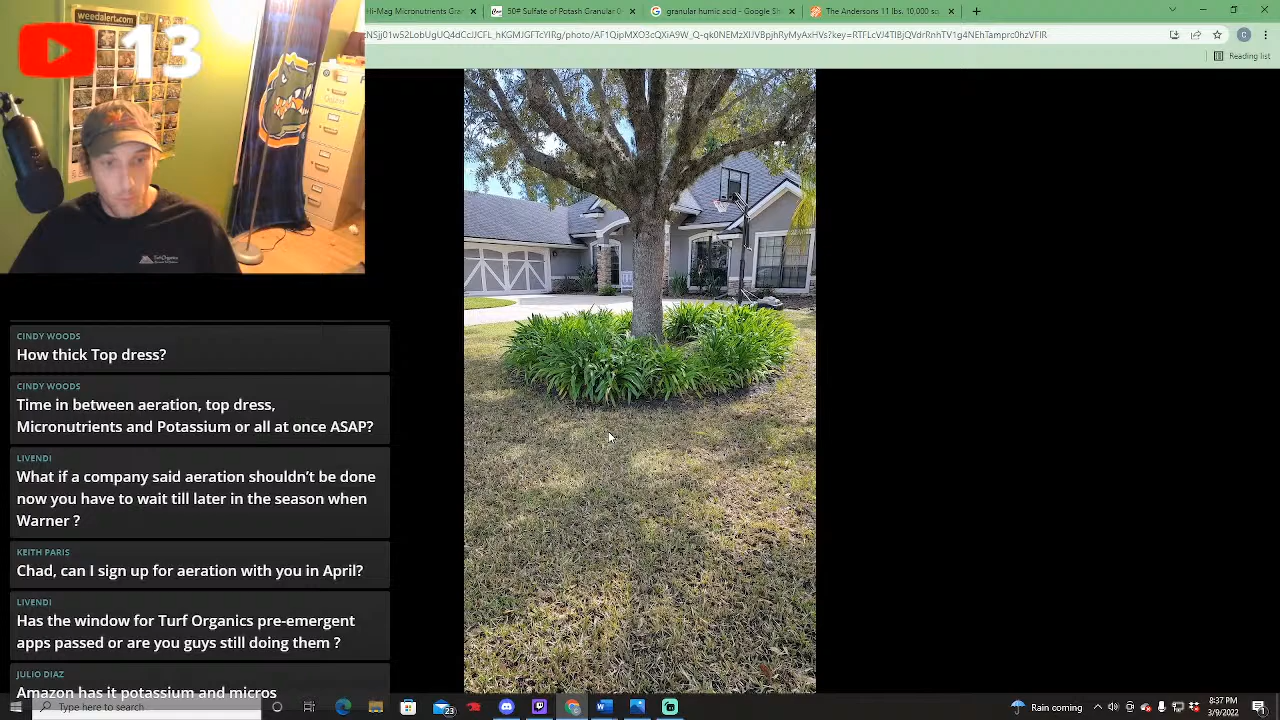 weedalert.com
13
Hi-Mag Micronutrients Gra
50# Sulfate of Potash Granular
granular humic acid - Google Sh
The Andersons 11 lbs. 10,000 sq
Reading list
CINDY WOODS
How thick Top dress?
CINDY WOODS
Time in between aeration, top dress,
Micronutrients and Potassium or all at once ASAP?
LIVENDI
What if a company said aeration shouldn't be done
now you have to wait till later in the season when
Warner ?
KEITH PARIS
Chad, can I sign up for aeration with you in April?
LIVENDI
Has the window for Turf Organics pre-emergent
apps passed or are you guys still doing them ?
JULIO DIAZ
Amazon has it potassium and micros
Type here to search
23
Rain coming
8:37 PM
3/9/2022